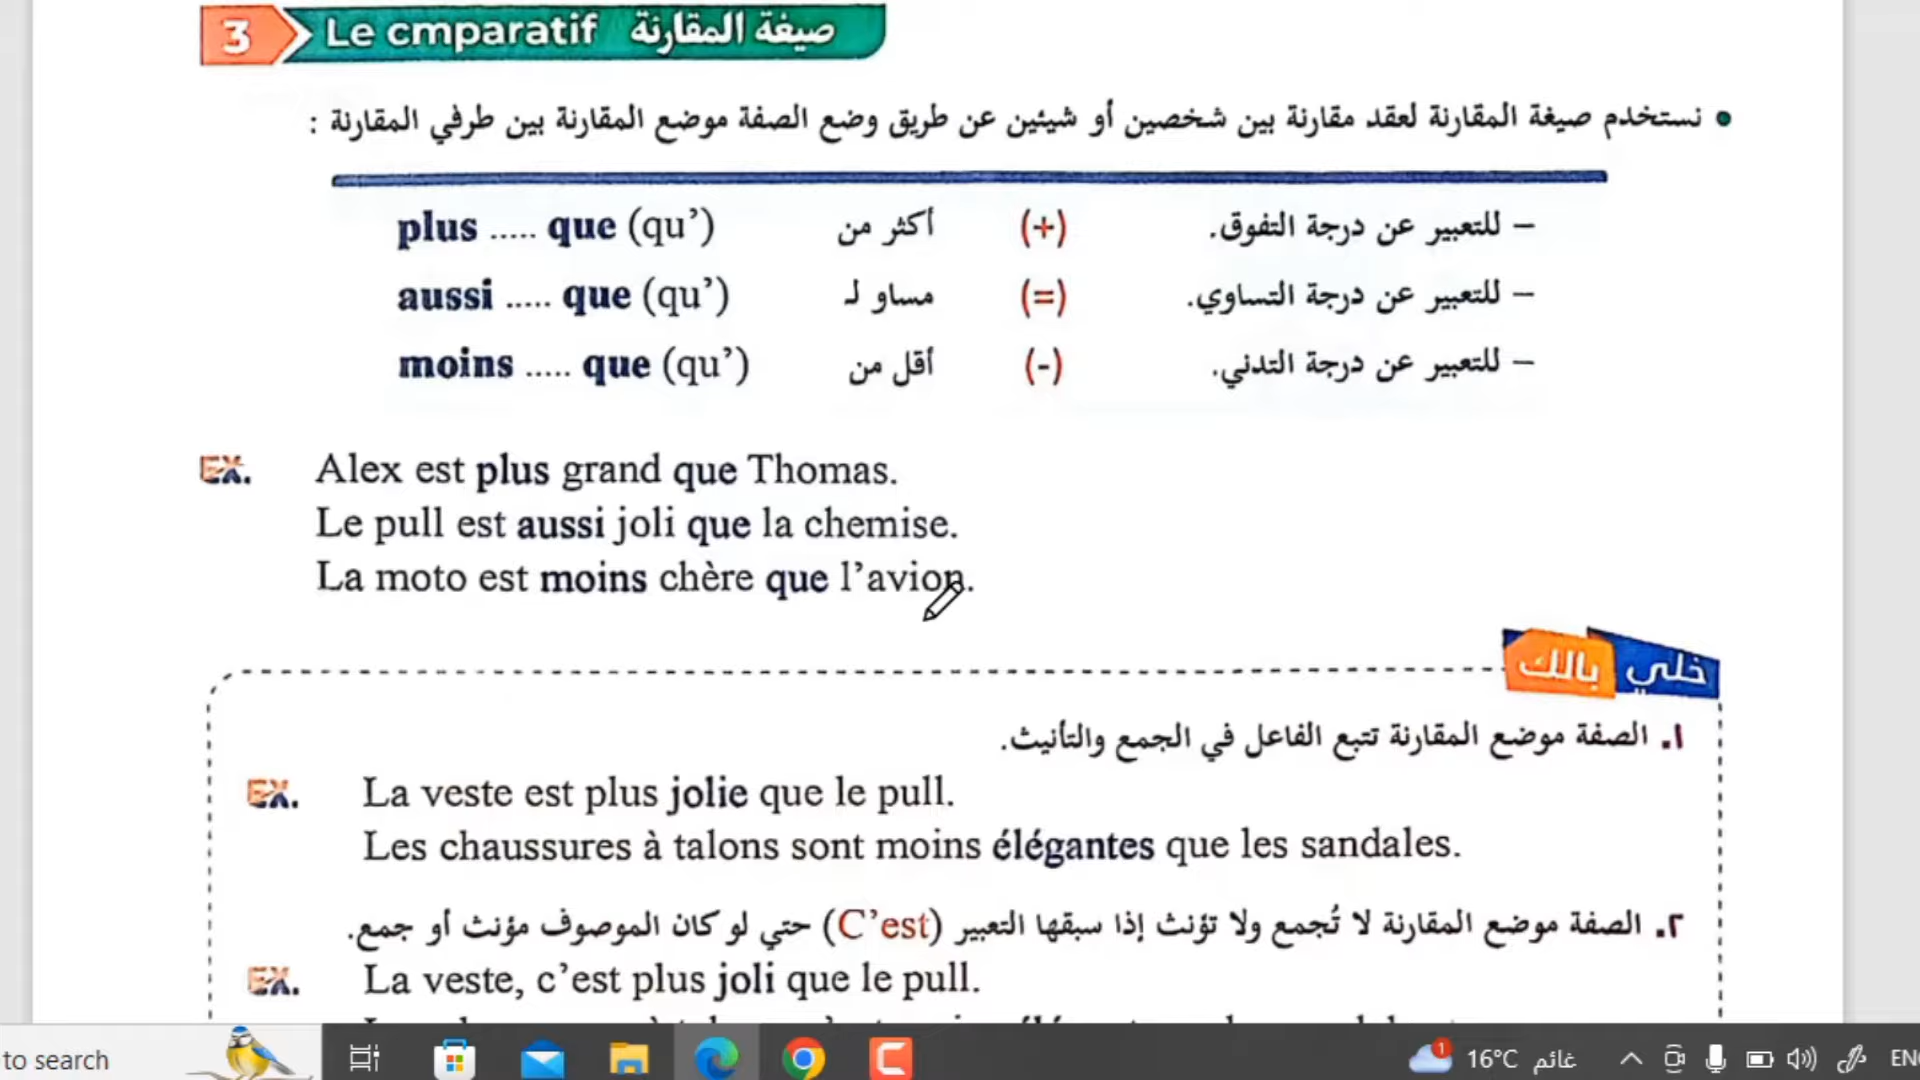 3 Le cmparatif صيغة المقارنة
• نستخدم صيغة المقارنة لعقد مقارنة بين شخصين أو شيئين عن طريق وضع الصفة موضع المقارنة بين طرفي المقارنة :
– للتعبير عن درجة التفوق. (+) أكثر من plus ..... que (qu’)
– للتعبير عن درجة التساوي. (=) مساو لـ aussi ..... que (qu’)
– للتعبير عن درجة التدني. (-) أقل من moins ..... que (qu’)
EX. Alex est plus grand que Thomas.
Le pull est aussi joli que la chemise.
La moto est moins chère que l’avion.
خلي بالك
١. الصفة موضع المقارنة تتبع الفاعل في الجمع والتأنيث.
EX. La veste est plus jolie que le pull.
Les chaussures à talons sont moins élégantes que les sandales.
٢. الصفة موضع المقارنة لا تُجمع ولا تؤنث إذا سبقها التعبير (C’est) حتي لو كان الموصوف مؤنث أو جمع.
EX. La veste, c’est plus joli que le pull.
to search
1 16°C غائم ENG